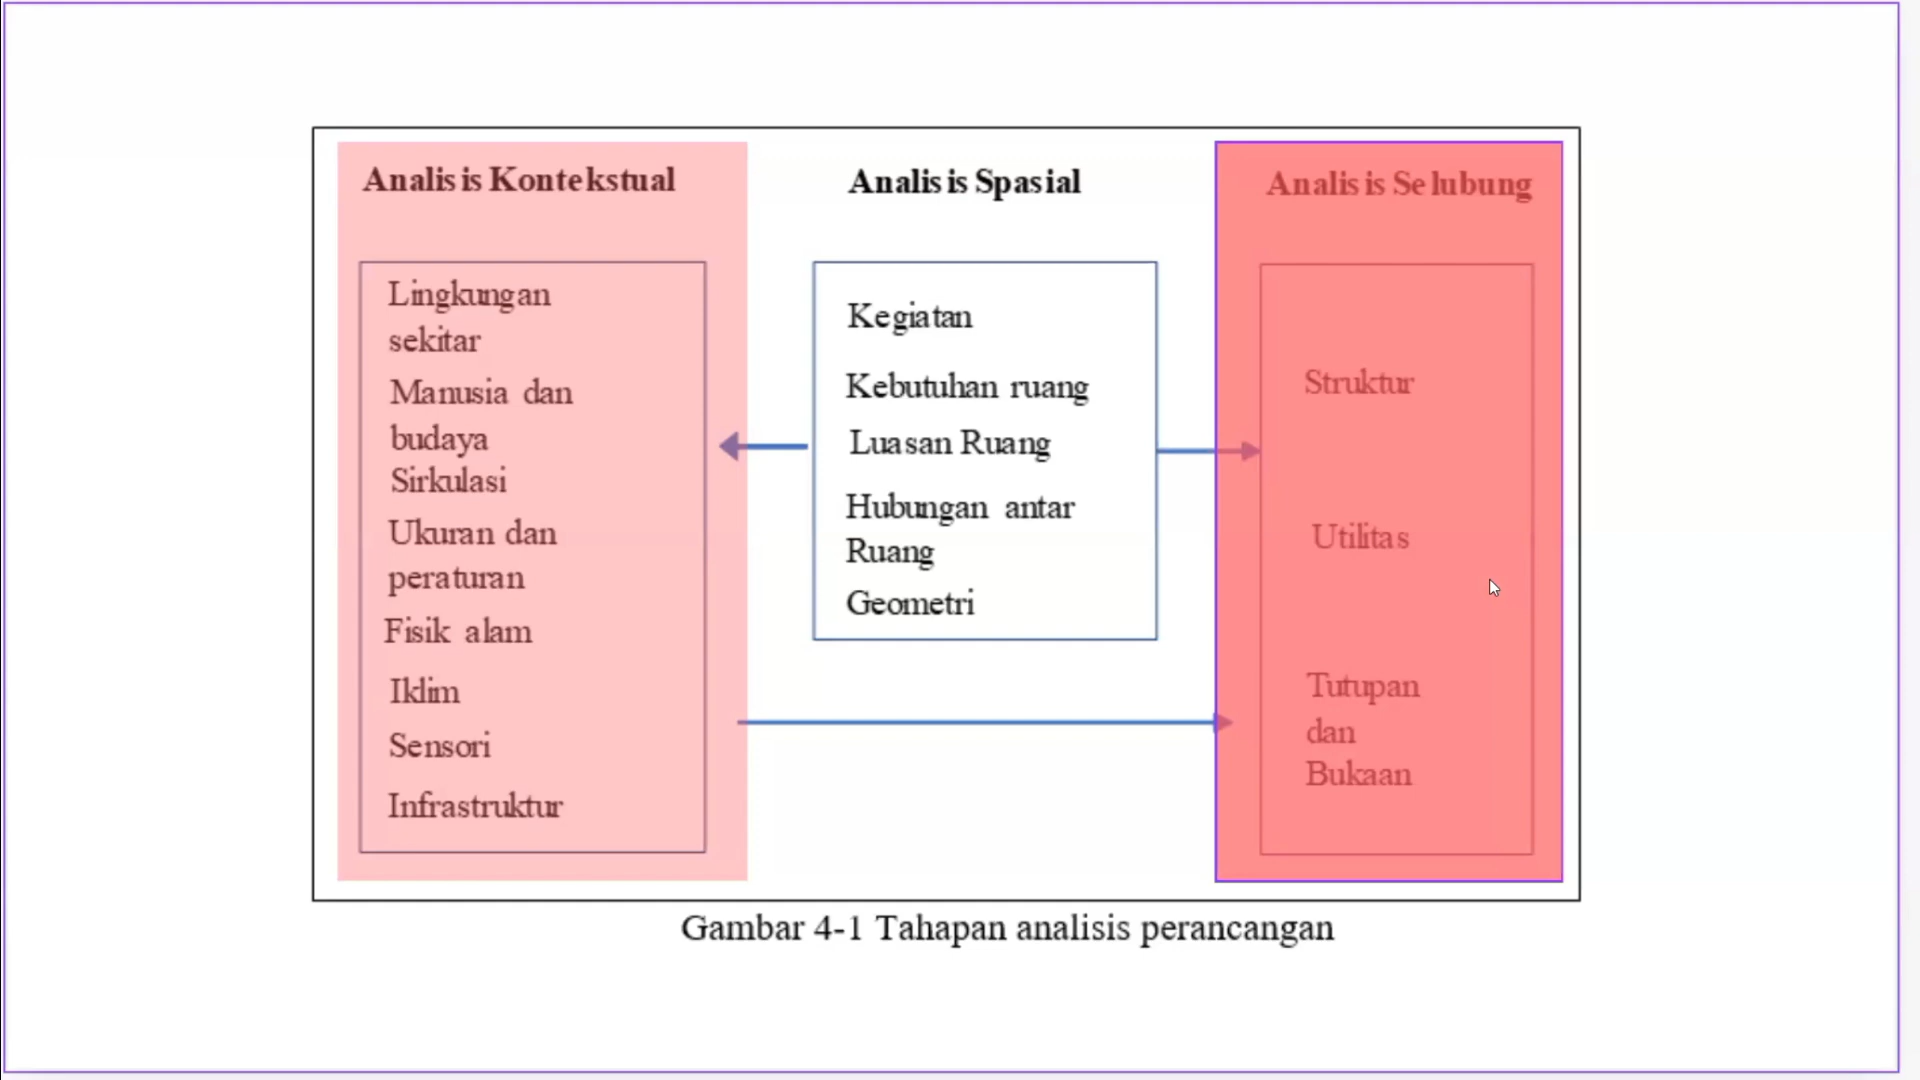 Analisis Kontekstual
Lingkungan
sekitar
Manusia dan
budaya
Sirkulasi
Ukuran dan
peraturan
Fisik alam
Iklim
Sensori
Infrastruktur
Analisis Spasial
Kegiatan
Kebutuhan ruang
Luasan Ruang
Hubungan antar
Ruang
Geometri
Analisis Selubung
Struktur
Utilitas
Tutupan
dan
Bukaan
Gambar 4-1 Tahapan analisis perancangan